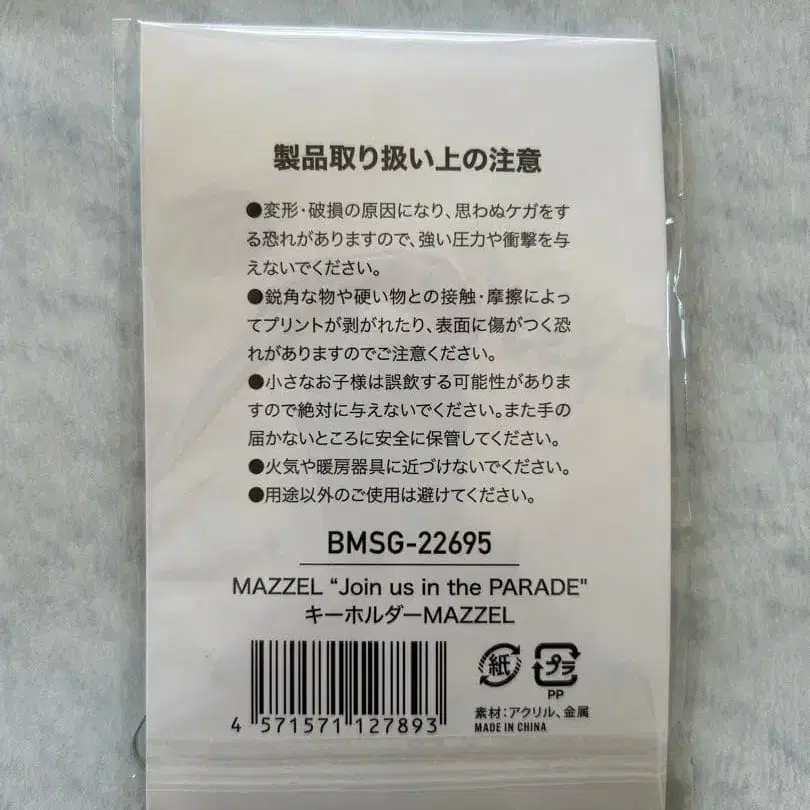 製品取り扱い上の注意
●変形・破損の原因になり、思わぬケガをす
る恐れがありますので、強い圧力や衝撃を与
えないでください。
●鋭角な物や硬い物との接触・摩擦によっ
てプリントが剥がれたり、表面に傷がつく恐
れがありますのでご注意ください。
●小さなお子様は誤飲する可能性がありま
すので絶対に与えないでください。また手の
届かないところに安全に保管してください。
●火気や暖房器具に近づけないでください。
●用途以外のご使用は避けてください。
BMSG-22695
MAZZEL “Join us in the PARADE"
キーホルダーMAZZEL
紙 プラ
PP
4 571571 127893
素材：アクリル、金属
MADE IN CHINA